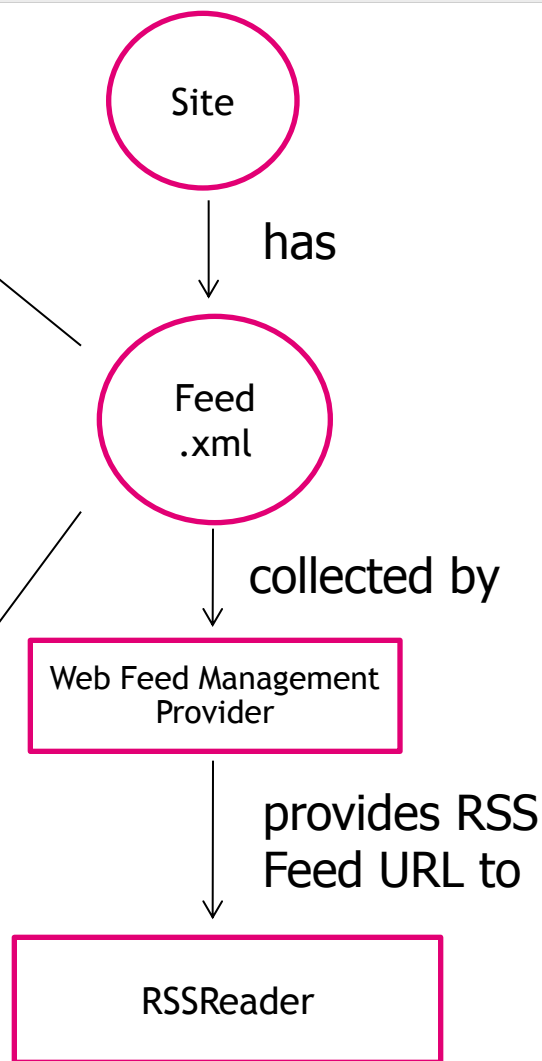 Site
has
Feed
.xml
collected by
Web Feed Management
Provider
provides RSS
Feed URL to
RSSReader